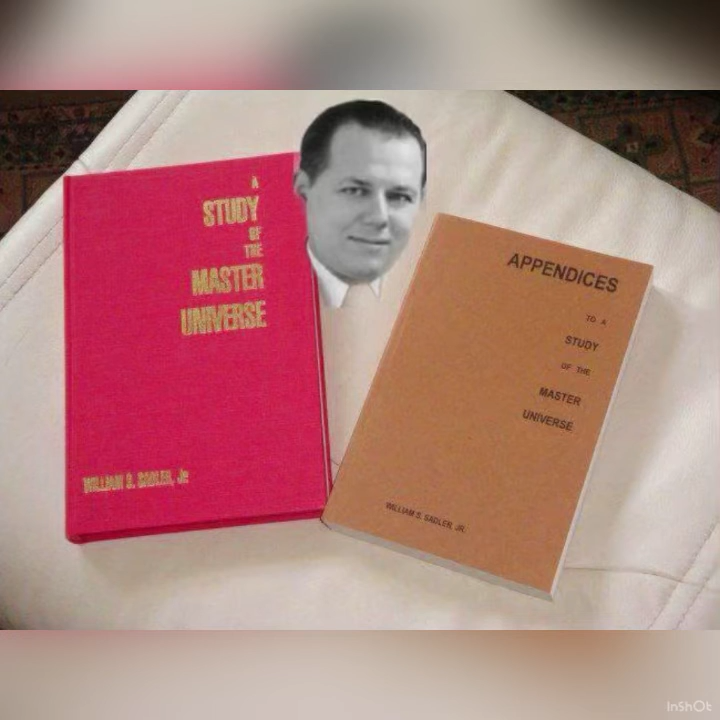 A
STUDY
OF
THE
MASTER
UNIVERSE
WILLIAM S. SADLER, Jr
APPENDICES
TO A
STUDY
OF THE
MASTER
UNIVERSE
WILLIAM S. SADLER, JR.
InShOt